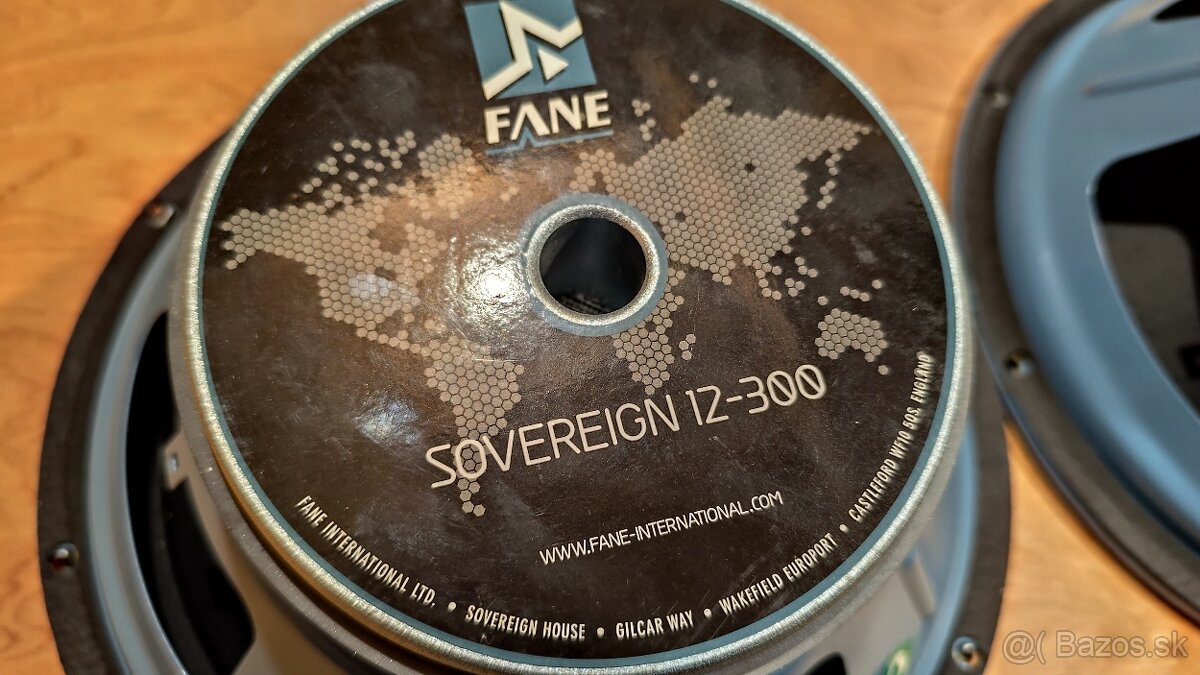 FANE
SOVEREIGN 12-300
WWW.FANE-INTERNATIONAL.COM
FANE INTERNATIONAL LTD. • SOVEREIGN HOUSE • GILCAR WAY • WAKEFIELD EUROPORT • CASTLEFORD WF10 5QS. ENGLAND
@( Bazos.sk